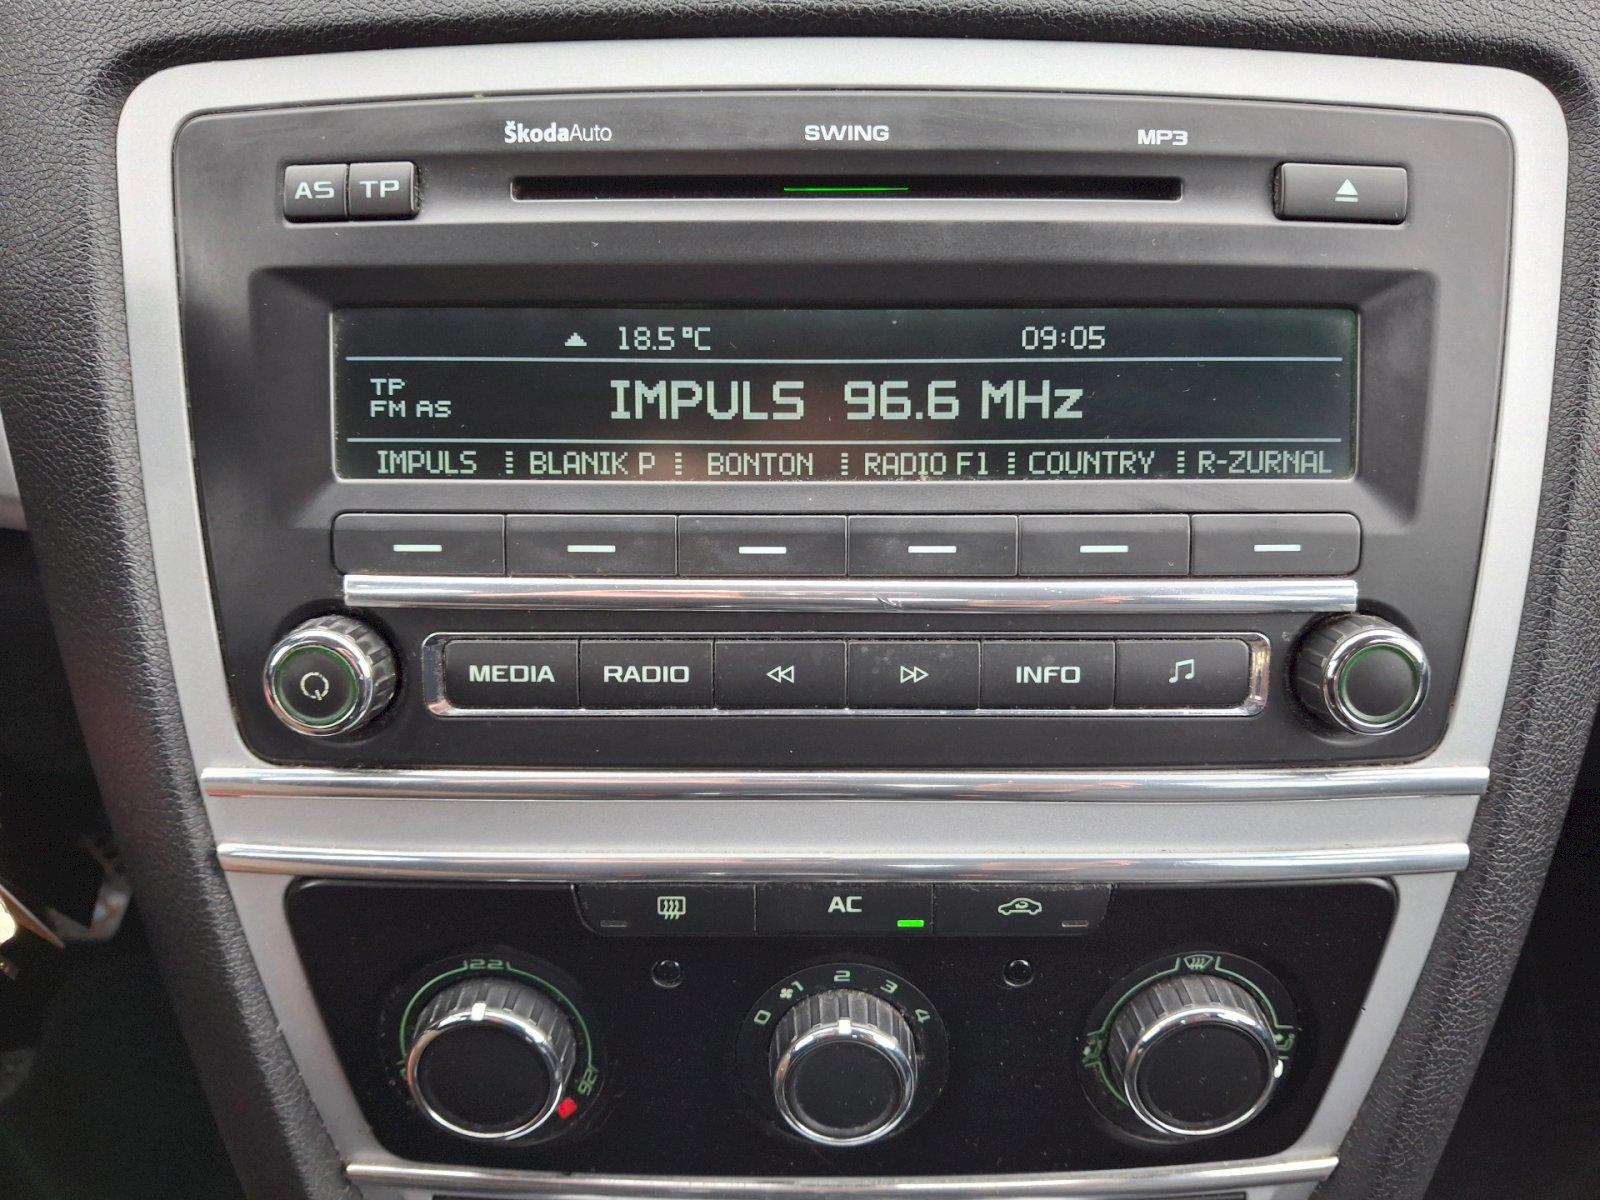 ŠkodaAuto SWING MP3
AS TP
18.5°C 09:05
TP
FM AS
IMPULS 96.6 MHz
IMPULS BLANIK P BONTON RADIO F1 COUNTRY R-ZURNAL
MEDIA RADIO INFO
AC
22
26
0 1 2 3 4